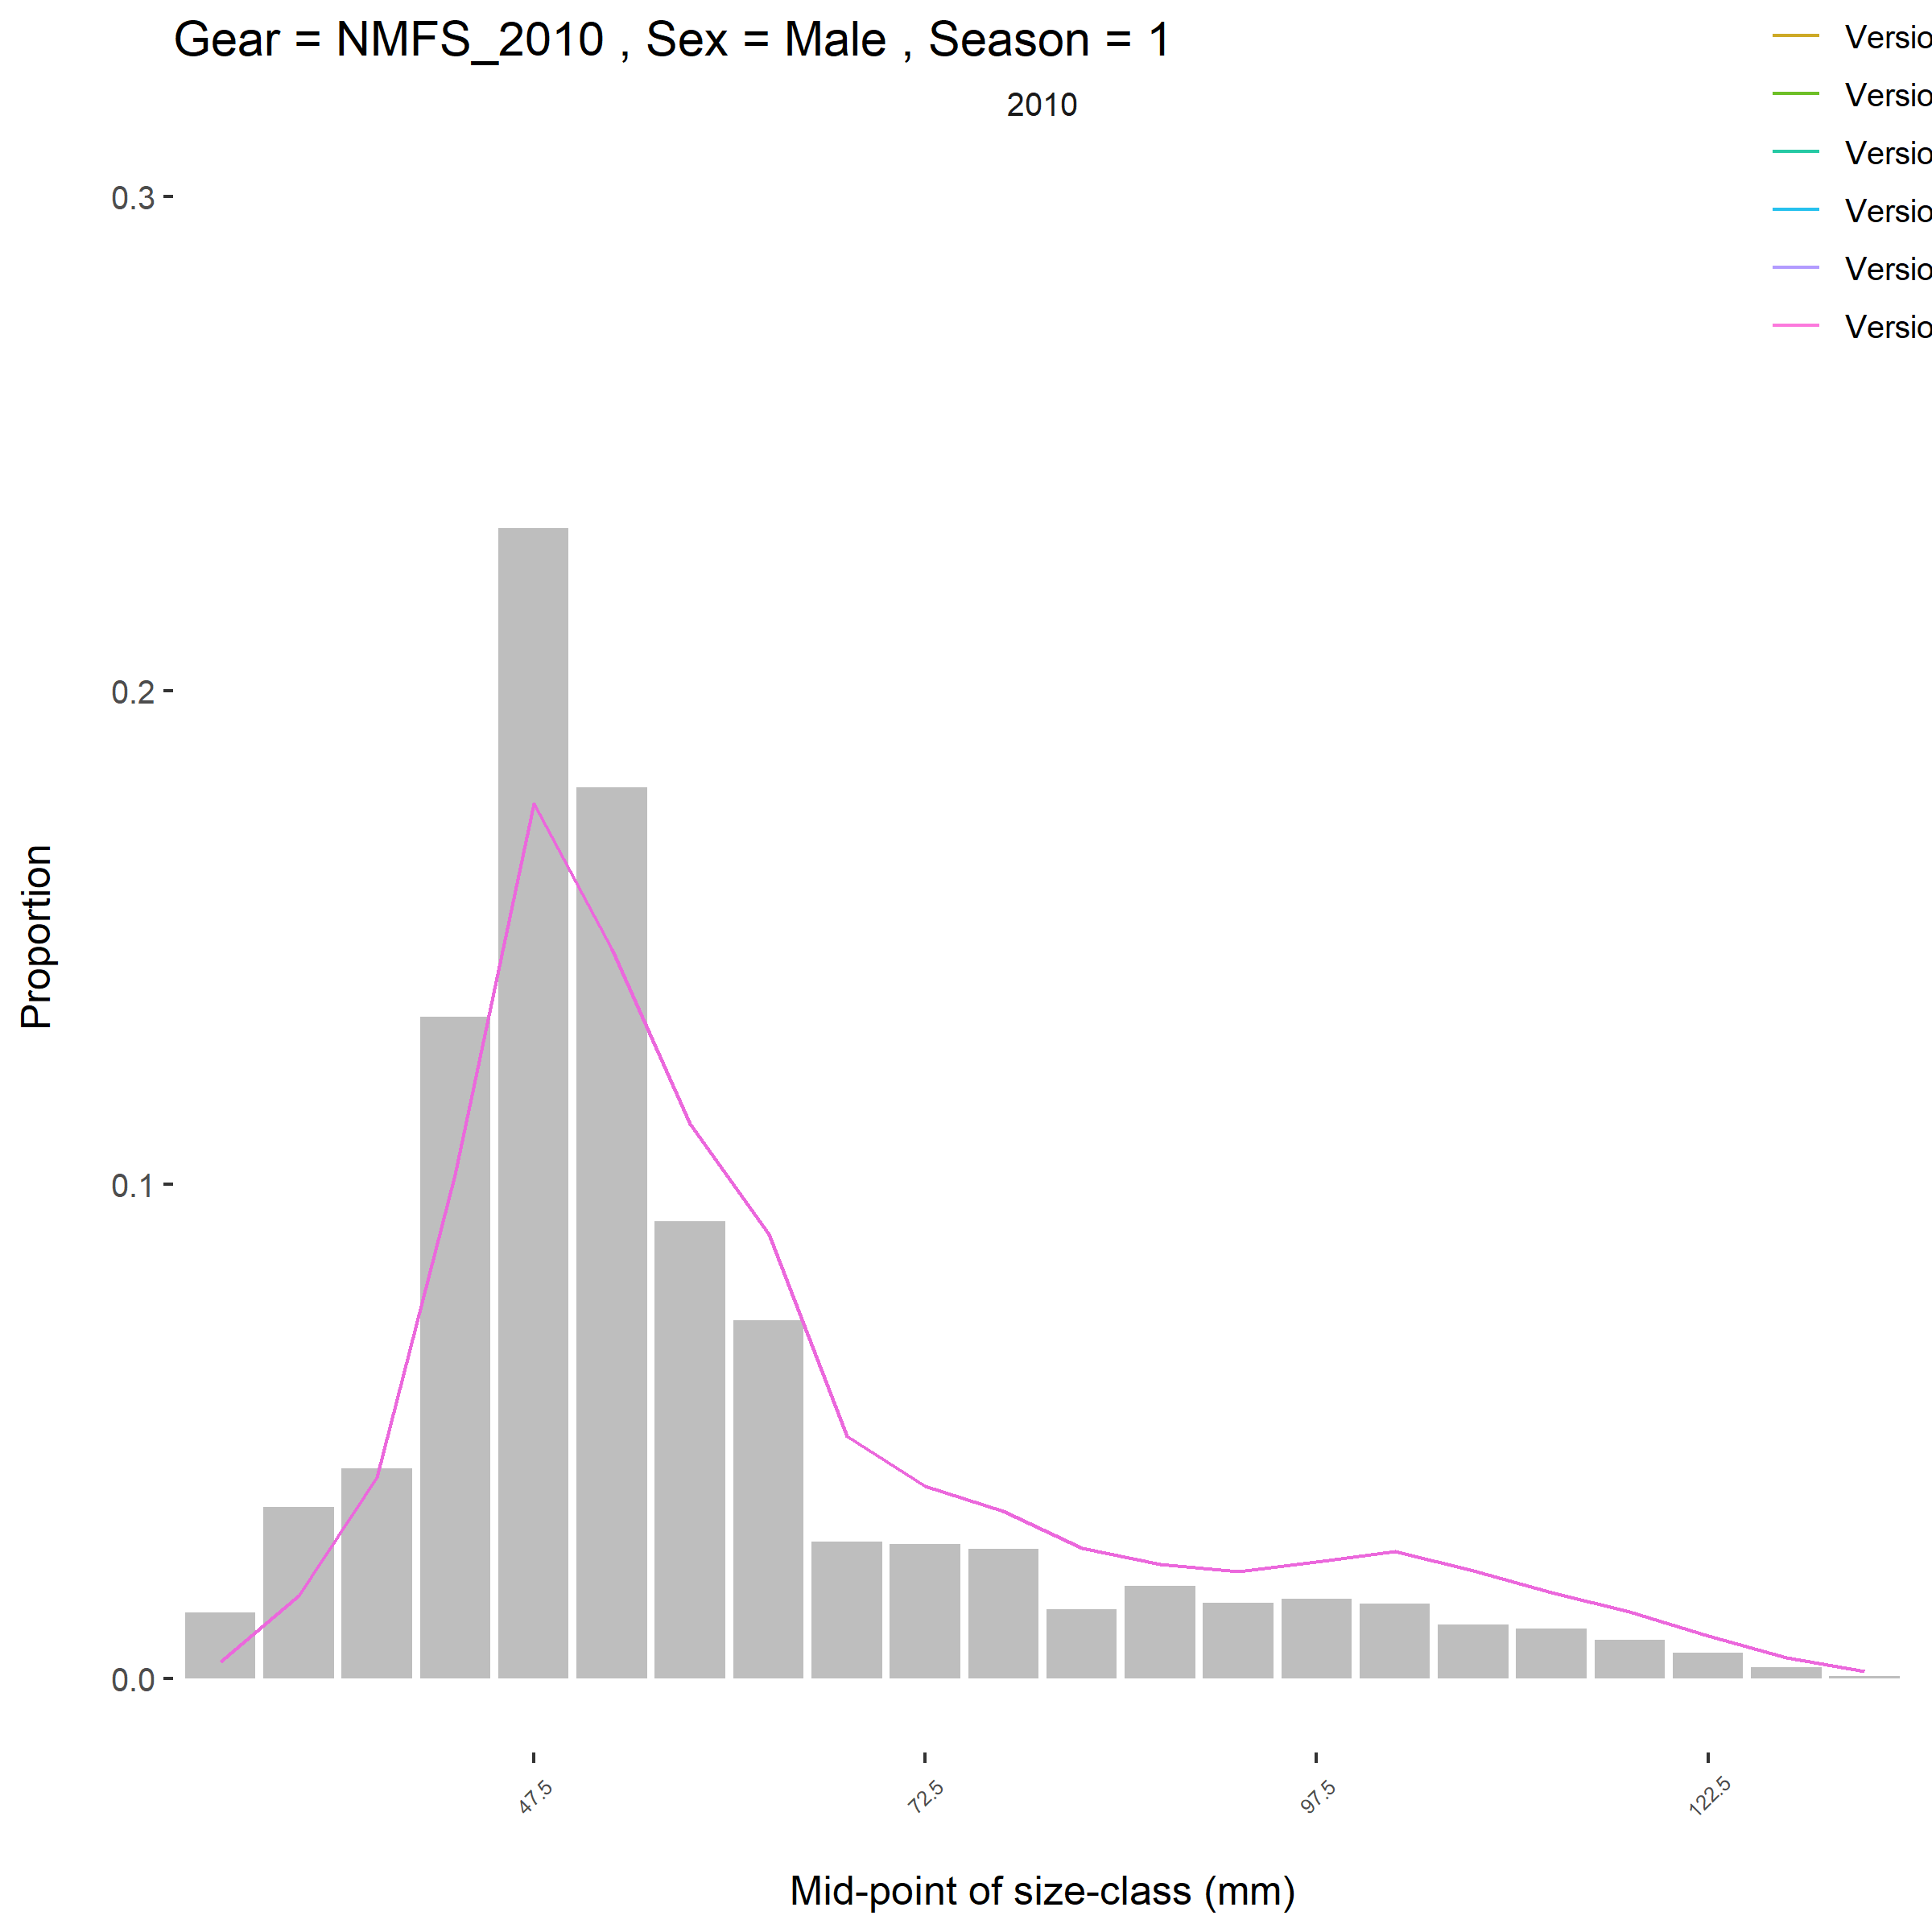 Gear = NMFS_2010 , Sex = Male , Season = 1
2010
Versio
Versio
Versio
Versio
Versio
Versio
0.3
0.2
0.1
0.0
Proportion
47.5
72.5
97.5
122.5
Mid-point of size-class (mm)